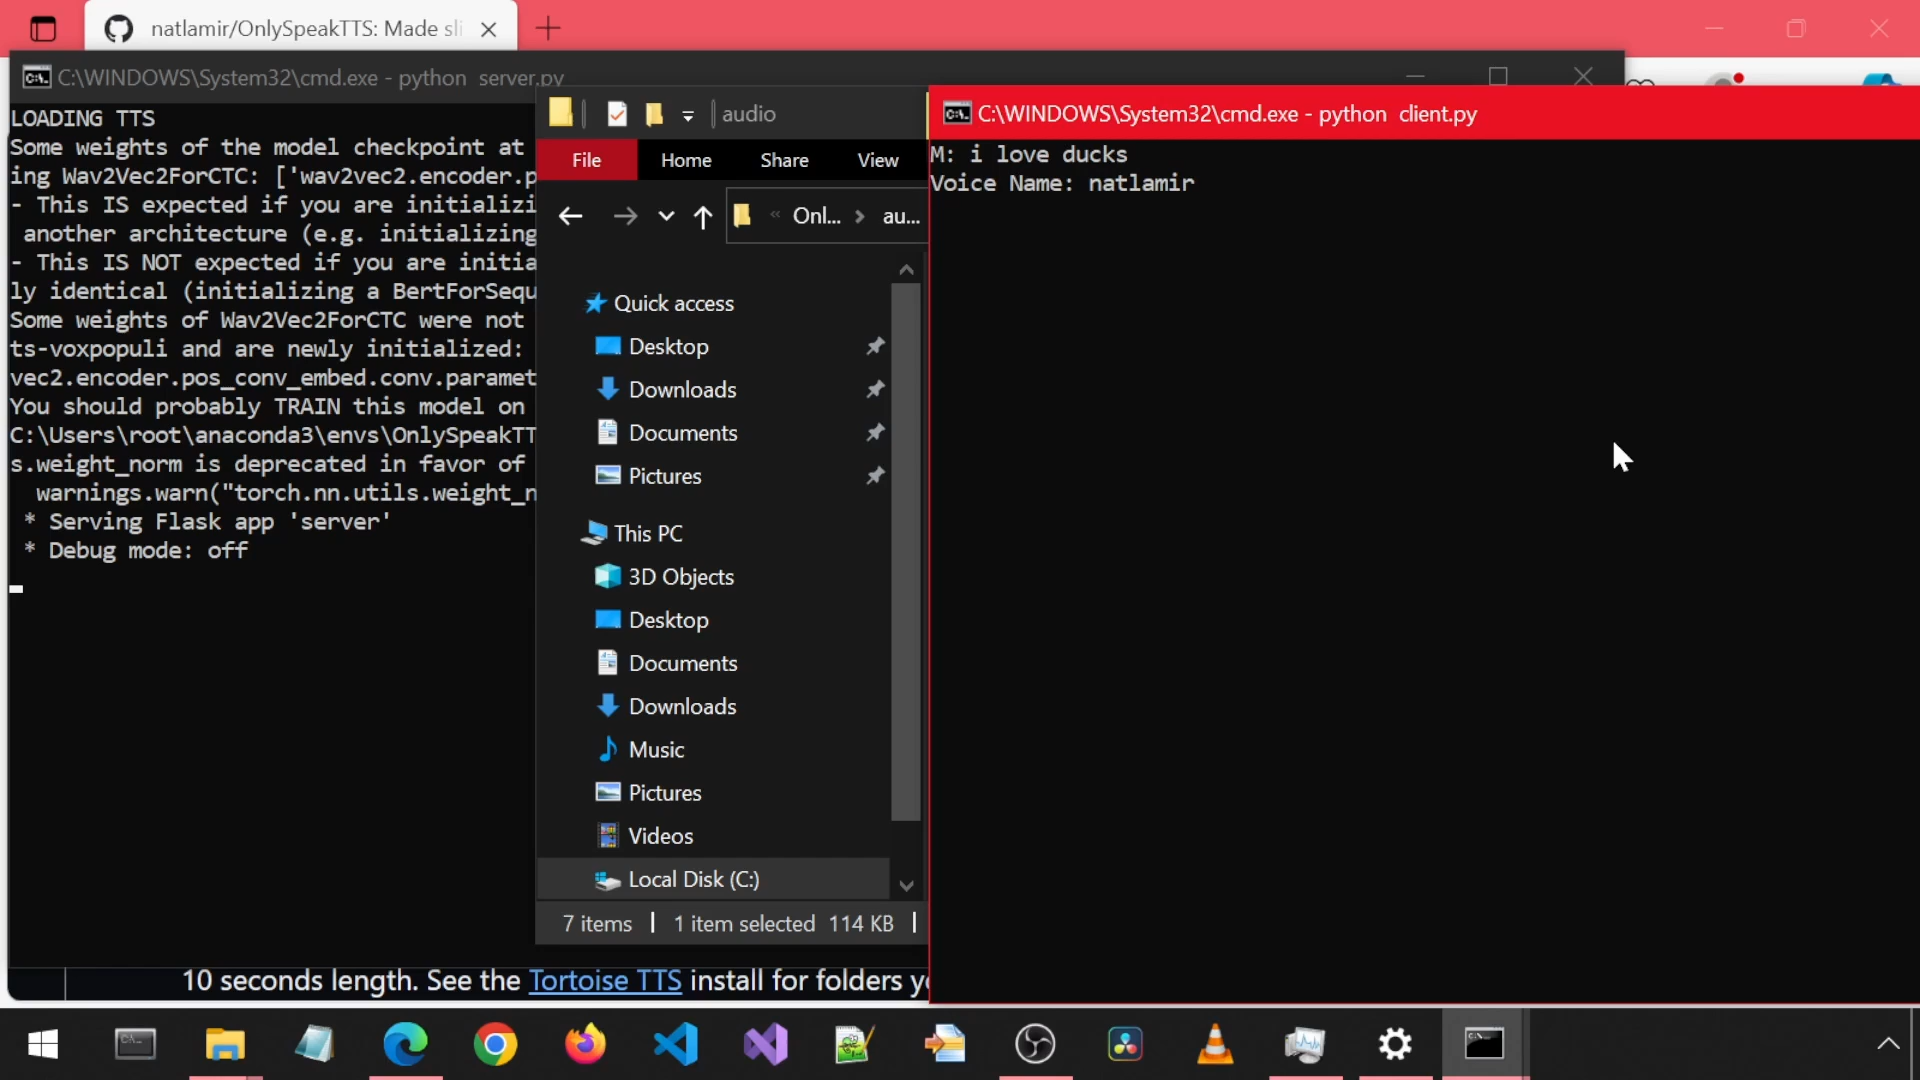 natlamir/OnlySpeakTTS: Made sli
C:\WINDOWS\System32\cmd.exe - python server.py
LOADING TTS
Some weights of the model checkpoint at
ing Wav2Vec2ForCTC: ['wav2vec2.encoder.p
- This IS expected if you are initializi
another architecture (e.g. initializing
- This IS NOT expected if you are initia
ly identical (initializing a BertForSequ
Some weights of Wav2Vec2ForCTC were not
ts-voxpopuli and are newly initialized:
vec2.encoder.pos_conv_embed.conv.paramet
You should probably TRAIN this model on
C:\Users\root\anaconda3\envs\OnlySpeakTT
s.weight_norm is deprecated in favor of
warnings.warn("torch.nn.utils.weight_n
* Serving Flask app 'server'
* Debug mode: off
audio
File Home Share View
« Onl... > au...
Quick access
Desktop
Downloads
Documents
Pictures
This PC
3D Objects
Desktop
Documents
Downloads
Music
Pictures
Videos
Local Disk (C:)
7 items | 1 item selected 114 KB |
C:\WINDOWS\System32\cmd.exe - python client.py
M: i love ducks
Voice Name: natlamir
10 seconds length. See the Tortoise TTS install for folders yo